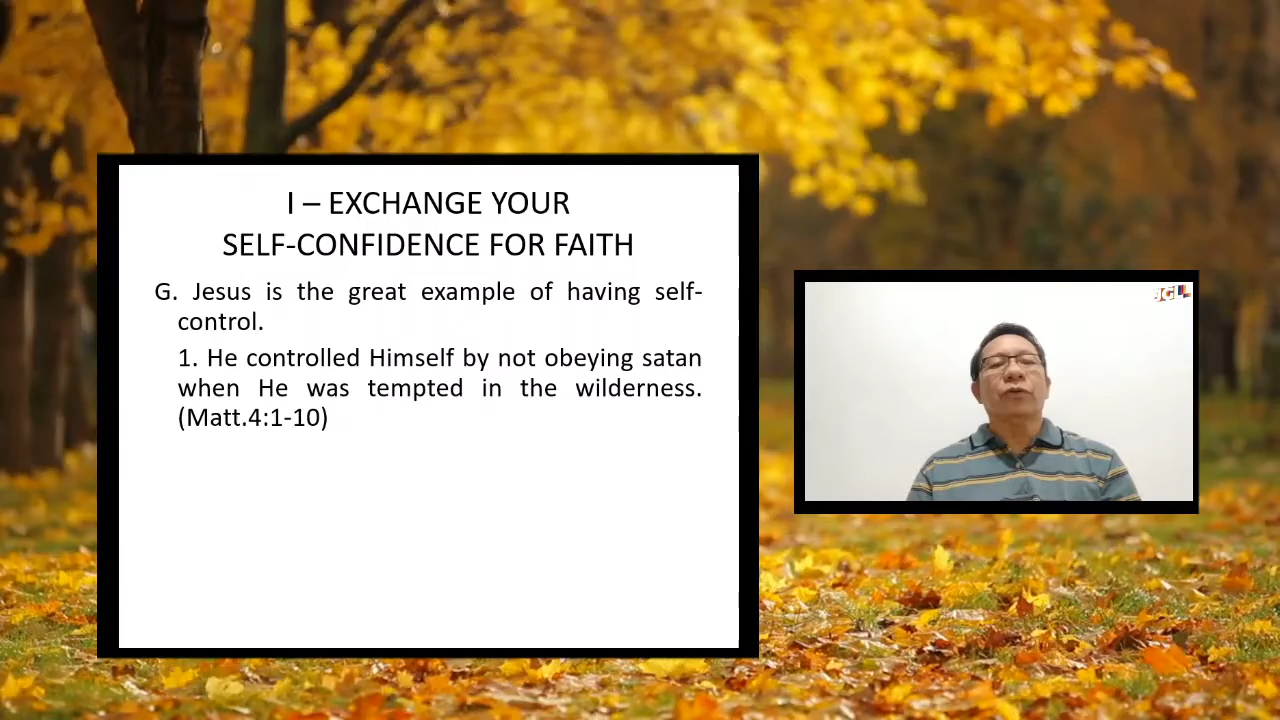 I – EXCHANGE YOUR
SELF-CONFIDENCE FOR FAITH
G. Jesus is the great example of having self-
control.
1. He controlled Himself by not obeying satan
when He was tempted in the wilderness.
(Matt.4:1-10)
JGL